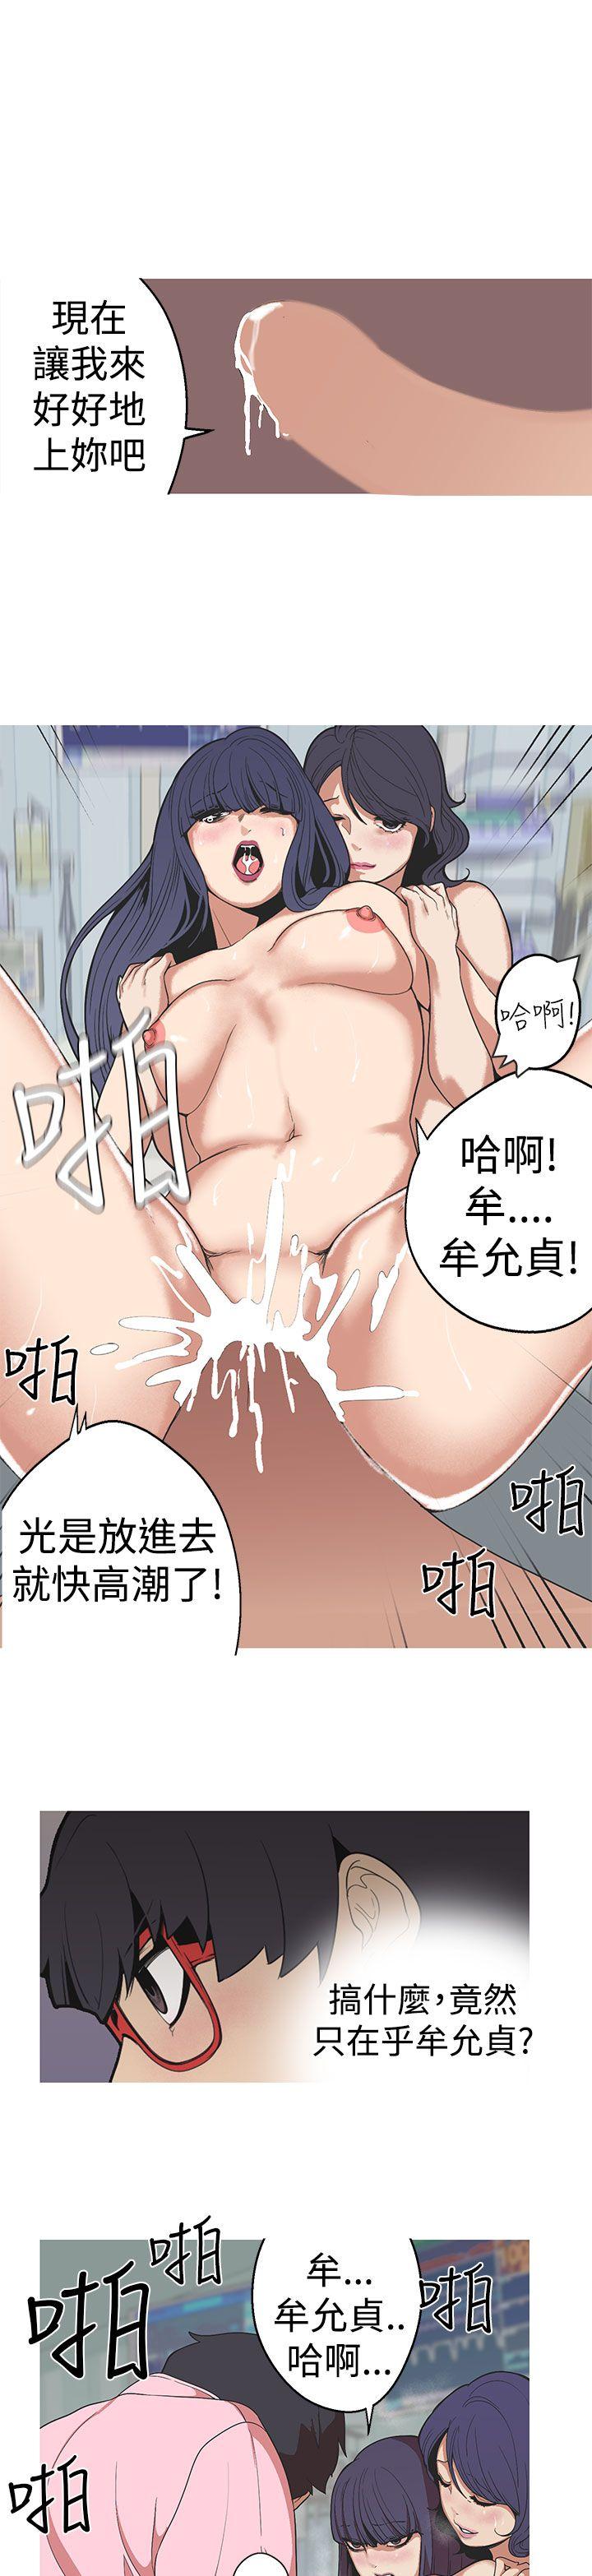 現在
讓我來
好好地
上妳吧
哈啊!
啪
哈啊!
牟....
牟允貞!
啪
光是放進去
就快高潮了!
啪
啪
搞什麼,竟然
只在乎牟允貞?
啪
啪
牟...
牟允貞..
哈啊...
啪
啪